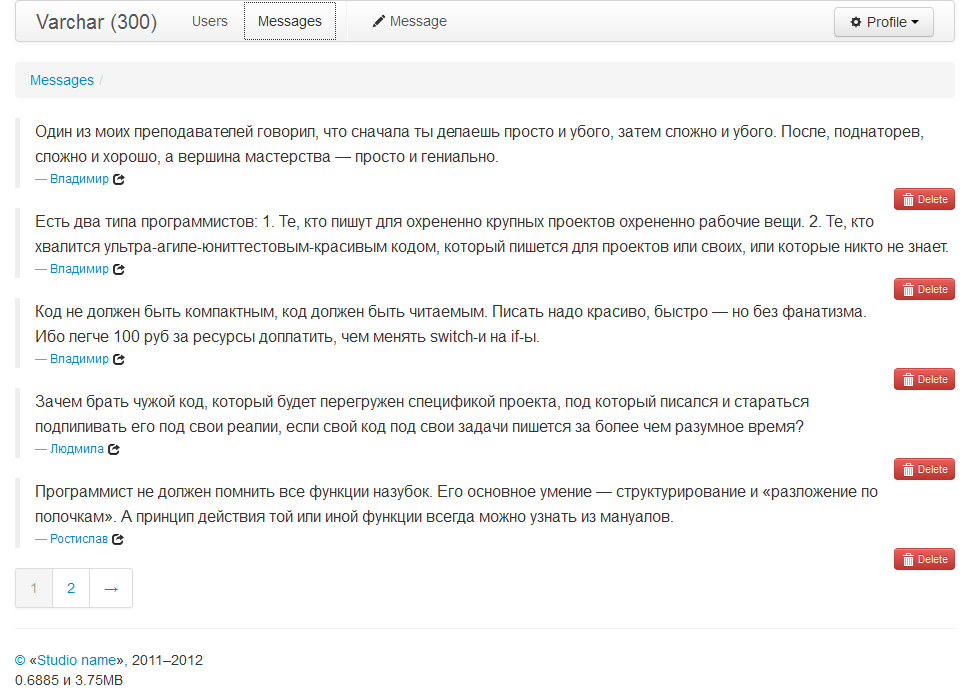 Varchar (300) Users Messages Message Profile
Messages /
Один из моих преподавателей говорил, что сначала ты делаешь просто и убого, затем сложно и убого. После, поднаторев,
сложно и хорошо, а вершина мастерства — просто и гениально.
— Владимир
Delete
Есть два типа программистов: 1. Те, кто пишут для охрененно крупных проектов охрененно рабочие вещи. 2. Те, кто
хвалится ультра-агиле-юниттестовым-красивым кодом, который пишется для проектов или своих, или которые никто не знает.
— Владимир
Delete
Код не должен быть компактным, код должен быть читаемым. Писать надо красиво, быстро — но без фанатизма.
Ибо легче 100 руб за ресурсы доплатить, чем менять switch-и на if-ы.
— Владимир
Delete
Зачем брать чужой код, который будет перегружен спецификой проекта, под который писался и стараться
подпиливать его под свои реалии, если свой код под свои задачи пишется за более чем разумное время?
— Людмила
Delete
Программист не должен помнить все функции назубок. Его основное умение — структурирование и «разложение по
полочкам». А принцип действия той или иной функции всегда можно узнать из мануалов.
— Ростислав
Delete
1 2 →
© «Studio name», 2011–2012
0.6885 и 3.75MB